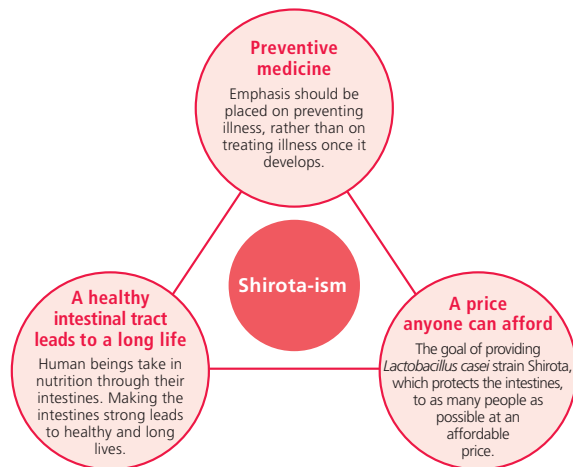 Preventive
medicine
Emphasis should be
placed on preventing
illness, rather than on
treating illness once it
develops.
Shirota-ism
A healthy
intestinal tract
leads to a long life
Human beings take in
nutrition through their
intestines. Making the
intestines strong leads
to healthy and long
lives.
A price
anyone can afford
The goal of providing
Lactobacillus casei strain Shirota,
which protects the intestines,
to as many people as
possible at an
affordable
price.